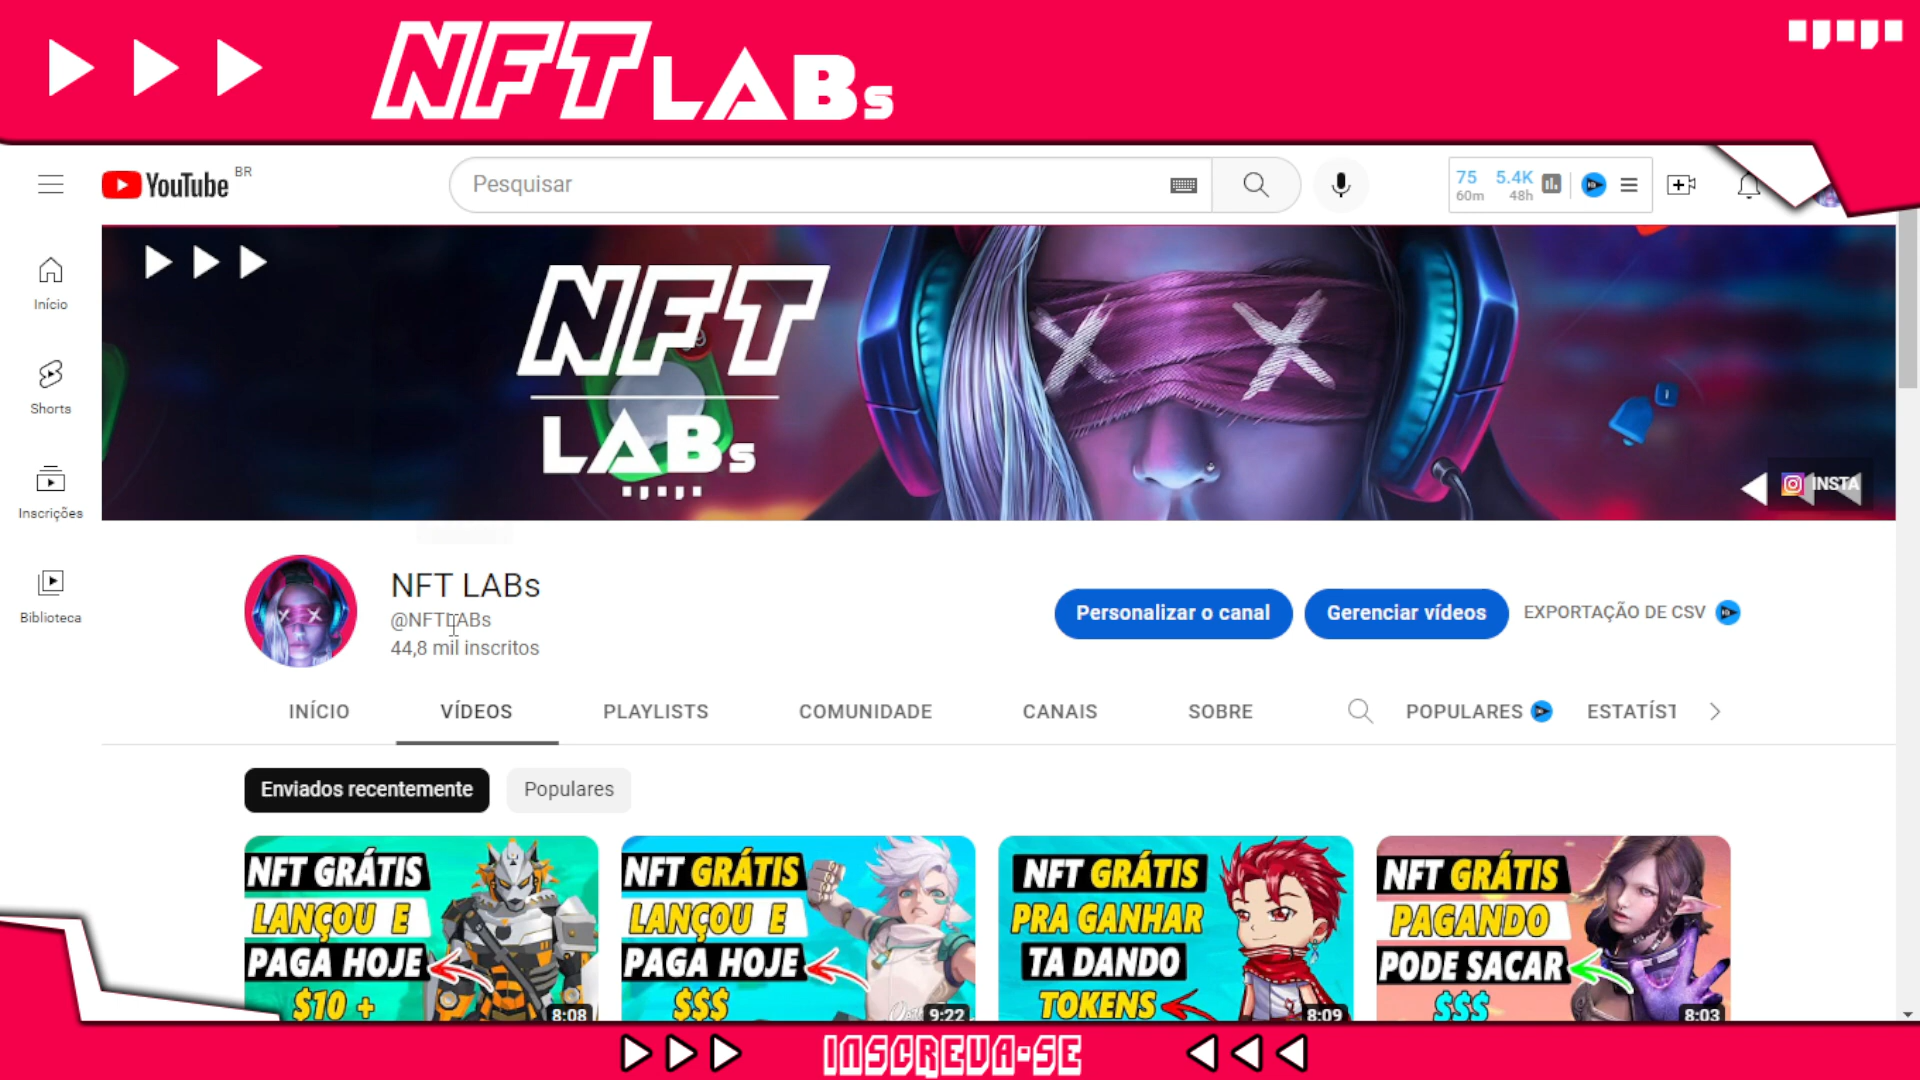 NFT LABs
YouTube BR
Pesquisar
75 5.4K
60m 48h
Início
Shorts
Inscrições
Biblioteca
NFT
LABs
INSTA
NFT LABs
@NFTLABs
44,8 mil inscritos
Personalizar o canal
Gerenciar vídeos
EXPORTAÇÃO DE CSV
INÍCIO
VÍDEOS
PLAYLISTS
COMUNIDADE
CANAIS
SOBRE
POPULARES
ESTATÍST
Enviados recentemente
Populares
NFT GRÁTIS
LANÇOU E
PAGA HOJE
$10 +
8:08
NFT GRÁTIS
LANÇOU E
PAGA HOJE
$$$
9:22
NFT GRÁTIS
PRA GANHAR
TA DANDO
TOKENS
8:09
NFT GRÁTIS
PAGANDO
PODE SACAR
$$$
8:03
INSCREVA-SE